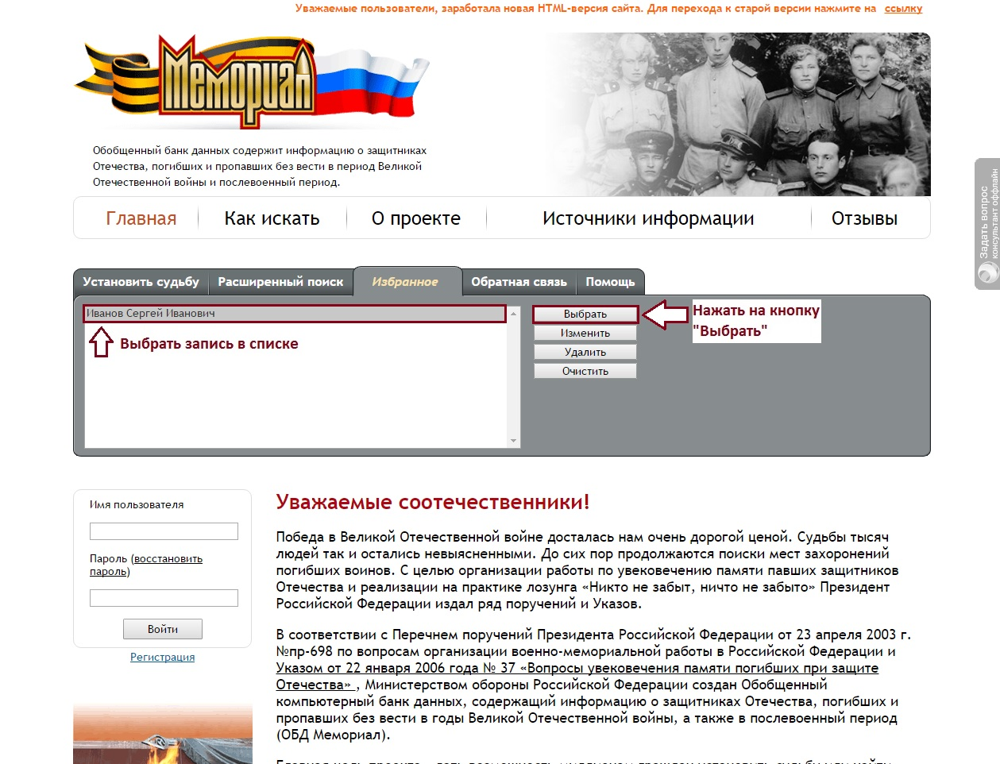 Уважаемые пользователи, заработала новая HTML-версия сайта. Для перехода к старой версии нажмите на ссылку
Мемориал
Обобщенный банк данных содержит информацию о защитниках
Отечества, погибших и пропавших без вести в период Великой
Отечественной войны и послевоенный период.
Главная
Как искать
О проекте
Источники информации
Отзывы
Задать вопрос
консультант оффлайн
Установить судьбу
Расширенный поиск
Избранное
Обратная связь
Помощь
Иванов Сергей Иванович
Выбрать запись в списке
Выбрать
Изменить
Удалить
Очистить
Нажать на кнопку
"Выбрать"
Имя пользователя
Пароль (восстановить
пароль)
Войти
Регистрация
Уважаемые соотечественники!
Победа в Великой Отечественной войне досталась нам очень дорогой ценой. Судьбы тысяч
людей так и остались невыясненными. До сих пор продолжаются поиски мест захоронений
погибших воинов. С целью организации работы по увековечению памяти павших защитников
Отечества и реализации на практике лозунга «Никто не забыт, ничто не забыто» Президент
Российской Федерации издал ряд поручений и Указов.
В соответствии с Перечнем поручений Президента Российской Федерации от 23 апреля 2003 г.
№пр-698 по вопросам организации военно-мемориальной работы в Российской Федерации и
Указом от 22 января 2006 года № 37 «Вопросы увековечения памяти погибших при защите
Отечества» , Министерством обороны Российской Федерации создан Обобщенный
компьютерный банк данных, содержащий информацию о защитниках Отечества, погибших и
пропавших без вести в годы Великой Отечественной войны, а также в послевоенный период
(ОБД Мемориал).